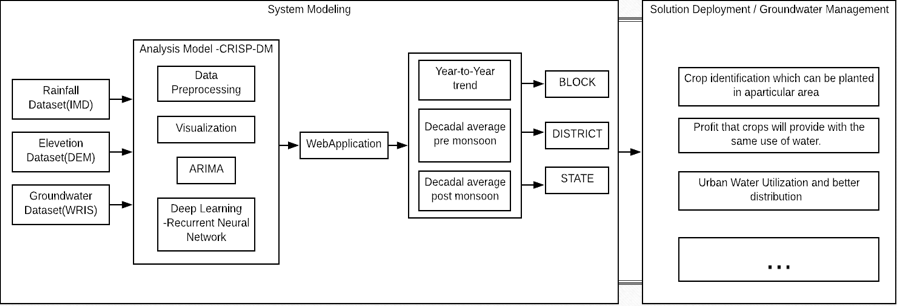 System Modeling
Solution Deployment / Groundwater Management
Analysis Model -CRISP-DM
Rainfall
Dataset(IMD)
Elevetion
Dataset(DEM)
Groundwater
Dataset(WRIS)
Data
Preprocessing
Visualization
ARIMA
Deep Learning
-Recurrent Neural
Network
WebApplication
Year-to-Year
trend
Decadal average
pre monsoon
Decadal average
post monsoon
BLOCK
DISTRICT
STATE
Crop identification which can be planted
in aparticular area
Profit that crops will provide with the
same use of water.
Urban Water Utilization and better
distribution
...